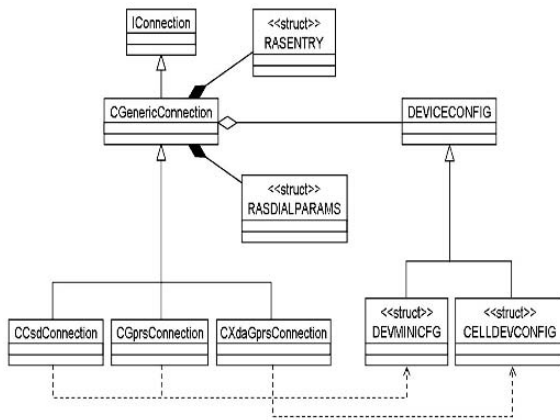 IConnection
<<struct>>
RASENTRY
CGenericConnection
DEVICECONFIG
<<struct>>
RASDIALPARAMS
CCsdConnection
CGprsConnection
CXdaGprsConnection
<<struct>>
DEVMINICFG
<<struct>>
CELLDEVCONFIG